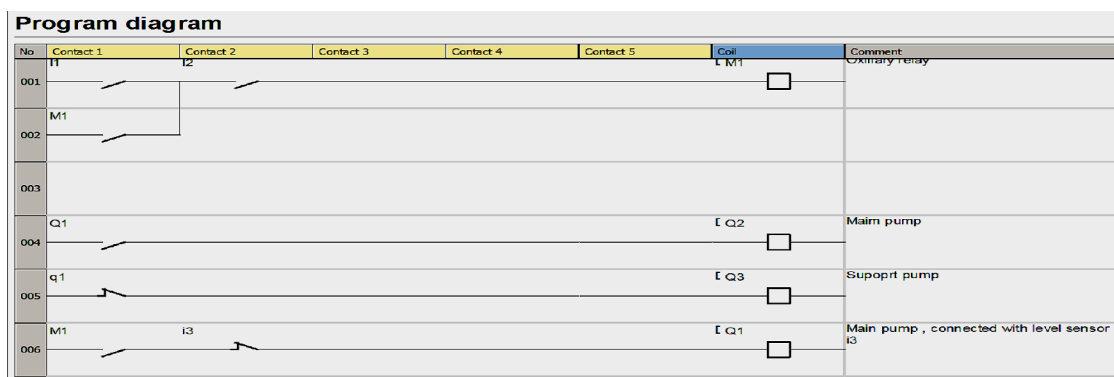 Program diagram
No Contact 1 Contact 2 Contact 3 Contact 4 Contact 5 Coil Comment
I1 I2 [ M1 Oxiliary relay
001
M1
002
003
Q1 [ Q2 Maim pump
004
q1 [ Q3 Supoprt pump
005
M1 i3 [ Q1 Main pump , connected with level sensor
i3
006